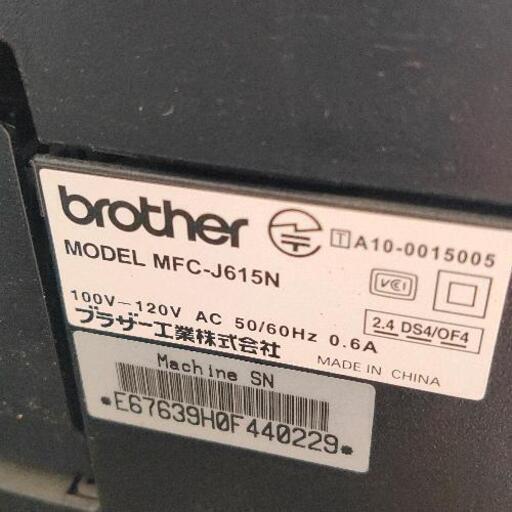 brother
T A10-0015005
MODEL MFC-J615N
VCI
100V-120V AC 50/60Hz 0.6A
2.4 DS4/OF4
ブラザー工業株式会社
MADE IN CHINA
Machine SN
*E67639H0F440229*